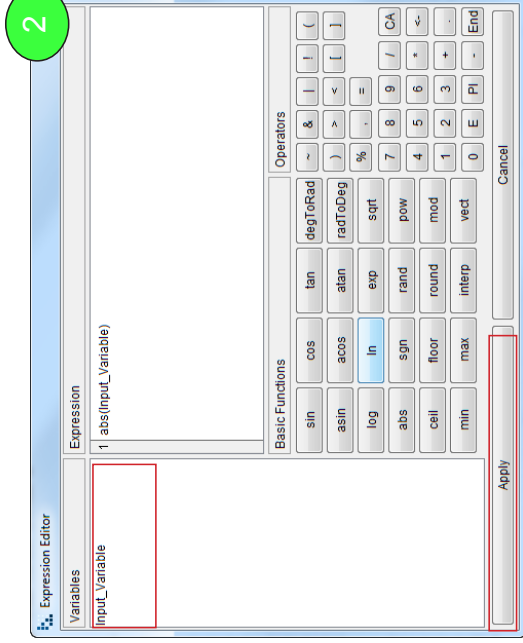 2
Expression Editor
Variables
Expression
Input_Variable
1 abs(Input_Variable)
Basic Functions
Operators
sin cos tan degToRad
asin acos atan radToDeg
log ln exp sqrt
abs sgn rand pow
ceil floor round mod
min max interp vect
~ & | ! (
) > < [ ]
% , =
7 8 9 / CA
4 5 6 * <-
1 2 3 + .
0 E PI - End
Apply
Cancel